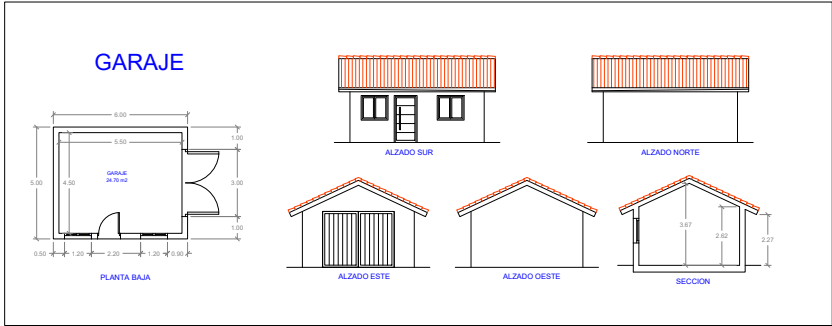 GARAJE
6.00
5.50
1.00
5.00
4.50
GARAJE
24.70 m2
3.00
1.00
0.50 1.20 2.20 1.20 0.90
PLANTA BAJA
ALZADO SUR
ALZADO NORTE
ALZADO ESTE
ALZADO OESTE
3.67
2.62
2.27
SECCION